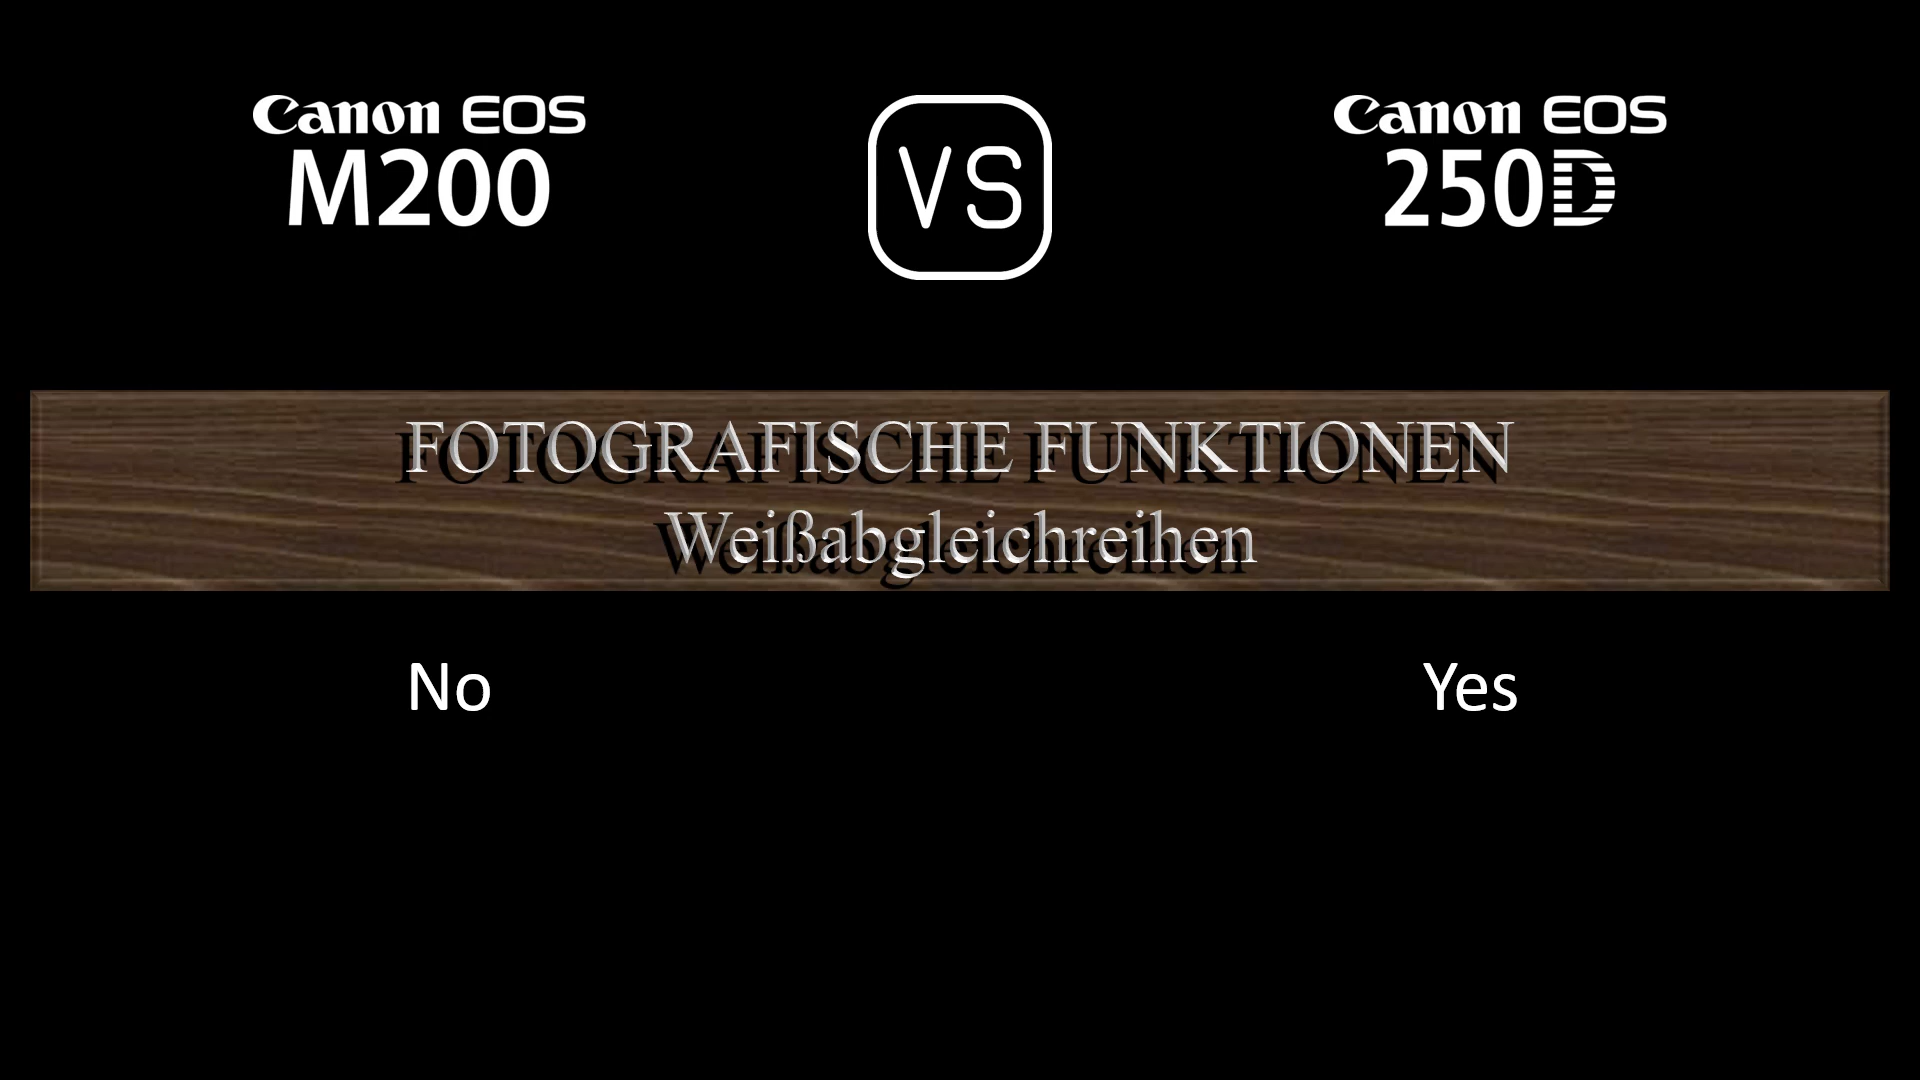 Canon EOS
M200
VS
Canon EOS
250D
FOTOGRAFISCHE FUNKTIONEN
Weißabgleichreihen
No
Yes